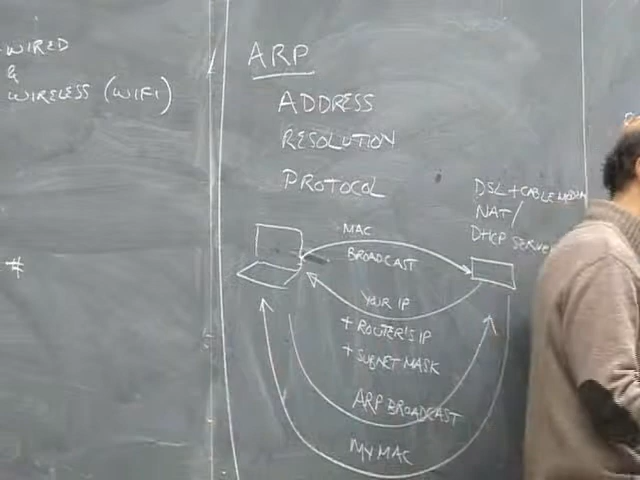 WIRED
&
WIRELESS (WIFI)
#
ARP
ADDRESS
RESOLUTION
PROTOCOL
DSL + CABLE MODEM
NAT/
DHCP SERVE
MAC
BROADCAST
YOUR IP
+ ROUTER'S IP
+ SUBNET MASK
ARP BROADCAST
MY MAC